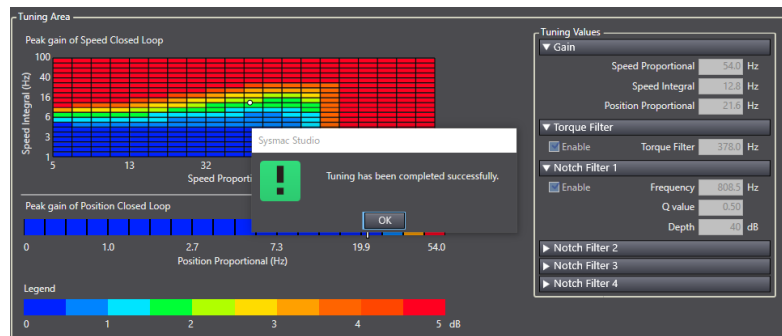 Tuning Area
Peak gain of Speed Closed Loop
Speed Integral (Hz)
100
40
16
6
3
1
5 13 32
Speed Proporti
Peak gain of Position Closed Loop
0 1.0 2.7 7.3 19.9 54.0
Position Proportional (Hz)
Legend
0 1 2 3 4 5 dB
Sysmac Studio
Tuning has been completed successfully.
OK
Tuning Values
▼ Gain
Speed Proportional 54.0 Hz
Speed Integral 12.8 Hz
Position Proportional 21.6 Hz
▼ Torque Filter
Enable Torque Filter 378.0 Hz
▼ Notch Filter 1
Enable Frequency 808.5 Hz
Q value 0.50
Depth 40 dB
▶ Notch Filter 2
▶ Notch Filter 3
▶ Notch Filter 4